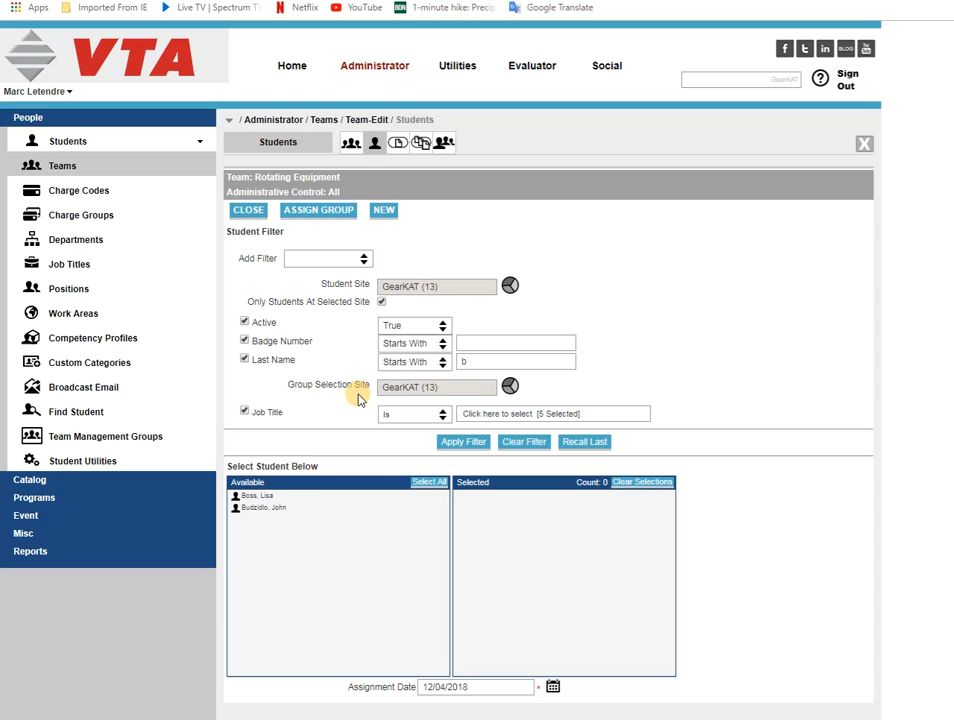 Apps Imported From IE Live TV | Spectrum T Netflix YouTube BDN 1-minute hike: Precip Google Translate
VTA
Home Administrator Utilities Evaluator Social
GearKAT ? Sign Out
f t in BLOG You
Marc Letendre
People
Students
Teams
Charge Codes
Charge Groups
Departments
Job Titles
Positions
Work Areas
Competency Profiles
Custom Categories
Broadcast Email
Find Student
Team Management Groups
Student Utilities
Catalog
Programs
Event
Misc
Reports
/ Administrator / Teams / Team-Edit / Students
Students X
Team: Rotating Equipment
Administrative Control: All
CLOSE ASSIGN GROUP NEW
Student Filter
Add Filter
Student Site GearKAT (13)
Only Students At Selected Site
Active True
Badge Number Starts With
Last Name Starts With b
Group Selection Site GearKAT (13)
Job Title Is Click here to select [5 Selected]
Apply Filter Clear Filter Recall Last
Select Student Below
Available Select All Selected Count: 0 Clear Selections
Boss, Lisa
Budzidlo, John
Assignment Date 12/04/2018 *